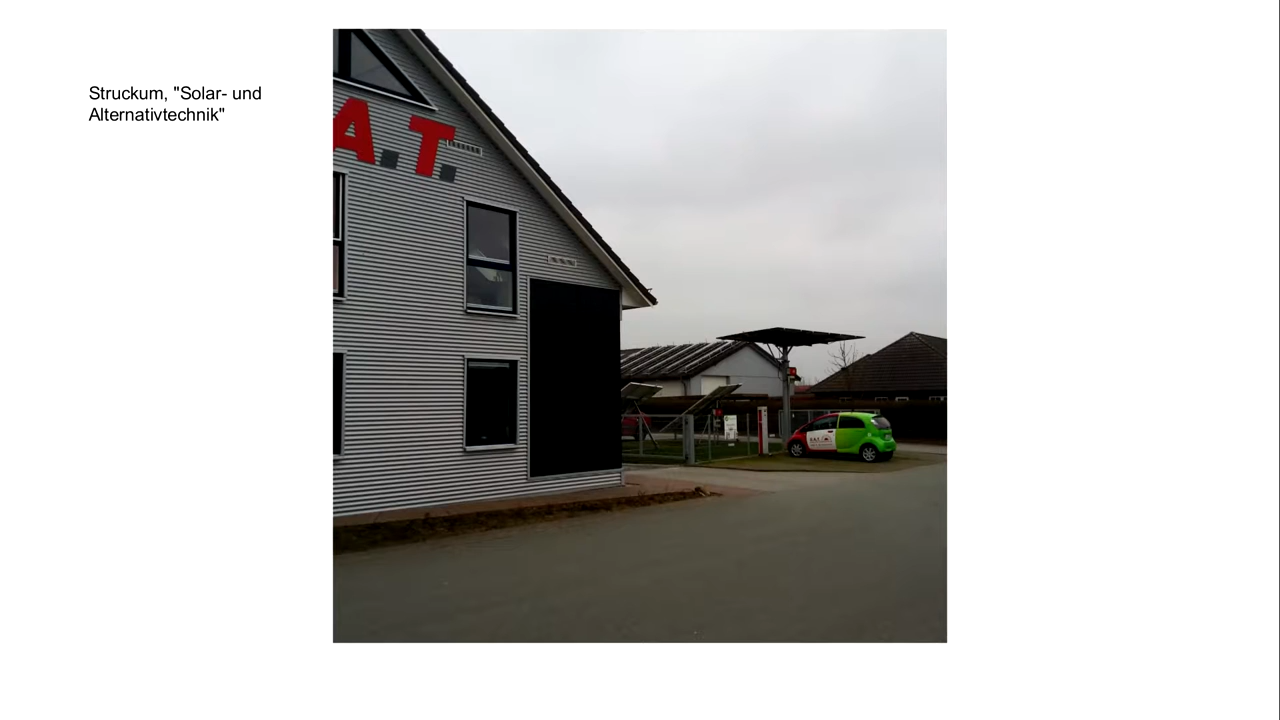 Struckum, "Solar- und
Alternativtechnik"
A.T.